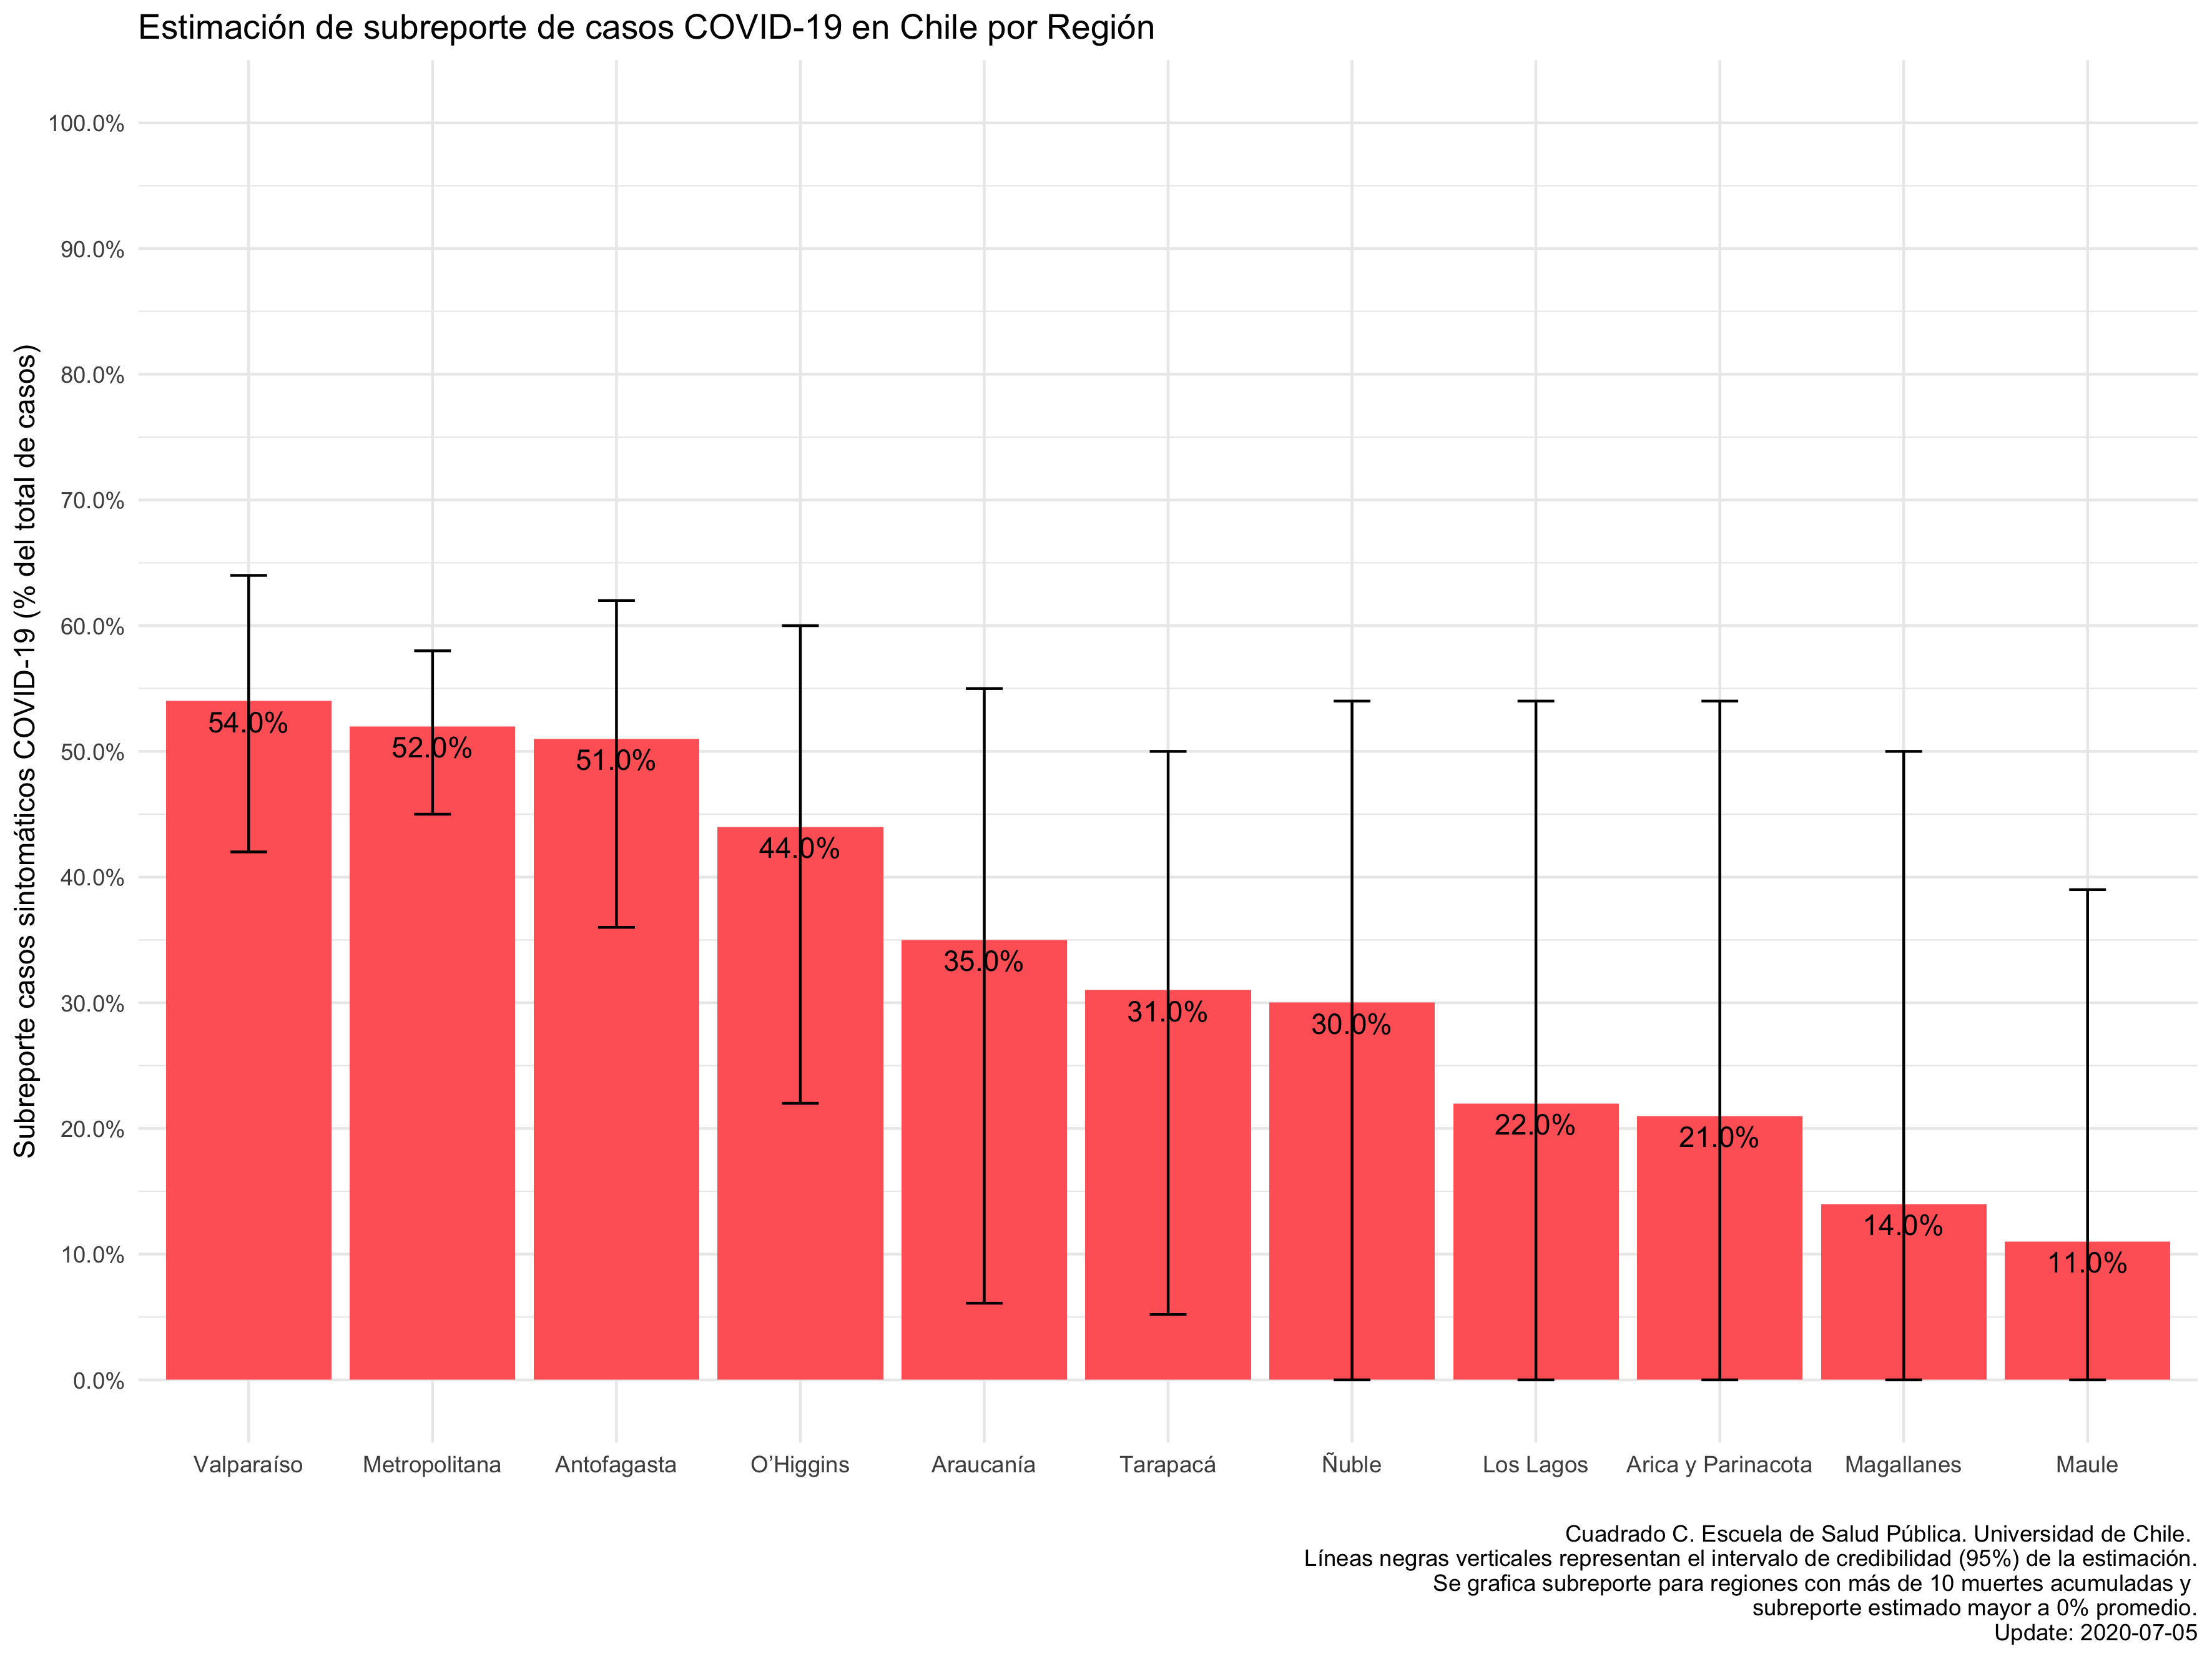 Estimación de subreporte de casos COVID-19 en Chile por Región
Subreporte casos sintomáticos COVID-19 (% del total de casos)
100.0%
90.0%
80.0%
70.0%
60.0%
50.0%
40.0%
30.0%
20.0%
10.0%
0.0%
54.0%
52.0%
51.0%
44.0%
35.0%
31.0%
30.0%
22.0%
21.0%
14.0%
11.0%
Valparaíso
Metropolitana
Antofagasta
O’Higgins
Araucanía
Tarapacá
Ñuble
Los Lagos
Arica y Parinacota
Magallanes
Maule
Cuadrado C. Escuela de Salud Pública. Universidad de Chile.
Líneas negras verticales representan el intervalo de credibilidad (95%) de la estimación.
Se grafica subreporte para regiones con más de 10 muertes acumuladas y
subreporte estimado mayor a 0% promedio.
Update: 2020-07-05